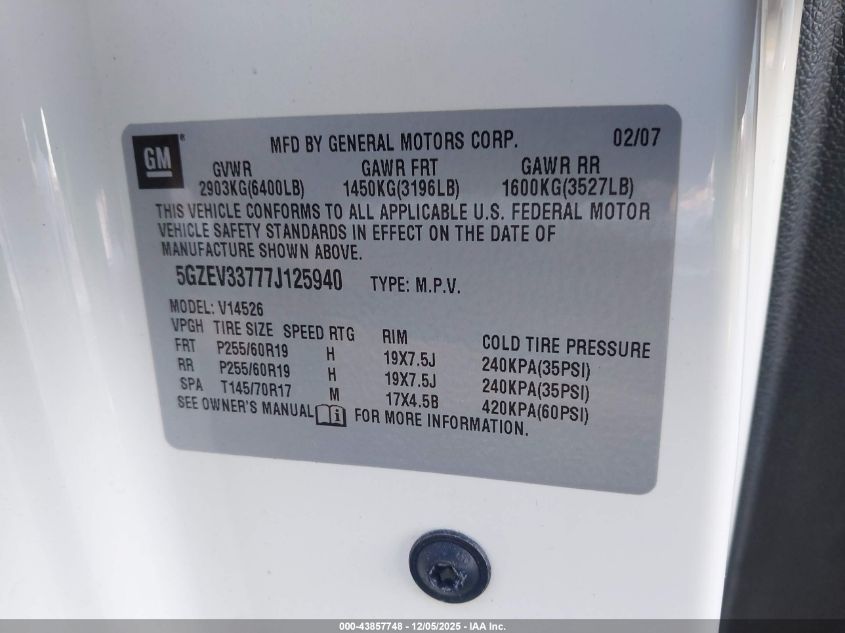 GM ® MFD BY GENERAL MOTORS CORP. 02/07
GVWR GAWR FRT GAWR RR
2903KG(6400LB) 1450KG(3196LB) 1600KG(3527LB)
THIS VEHICLE CONFORMS TO ALL APPLICABLE U.S. FEDERAL MOTOR
VEHICLE SAFETY STANDARDS IN EFFECT ON THE DATE OF
MANUFACTURE SHOWN ABOVE.
5GZEV33777J125940 TYPE: M.P.V.
MODEL: V14526
VPGH TIRE SIZE SPEED RTG RIM COLD TIRE PRESSURE
FRT P255/60R19 H 19X7.5J 240KPA(35PSI)
RR P255/60R19 H 19X7.5J 240KPA(35PSI)
SPA T145/70R17 M 17X4.5B 420KPA(60PSI)
SEE OWNER'S MANUAL i FOR MORE INFORMATION.
000-43857748 - 12/05/2025 - IAA Inc.